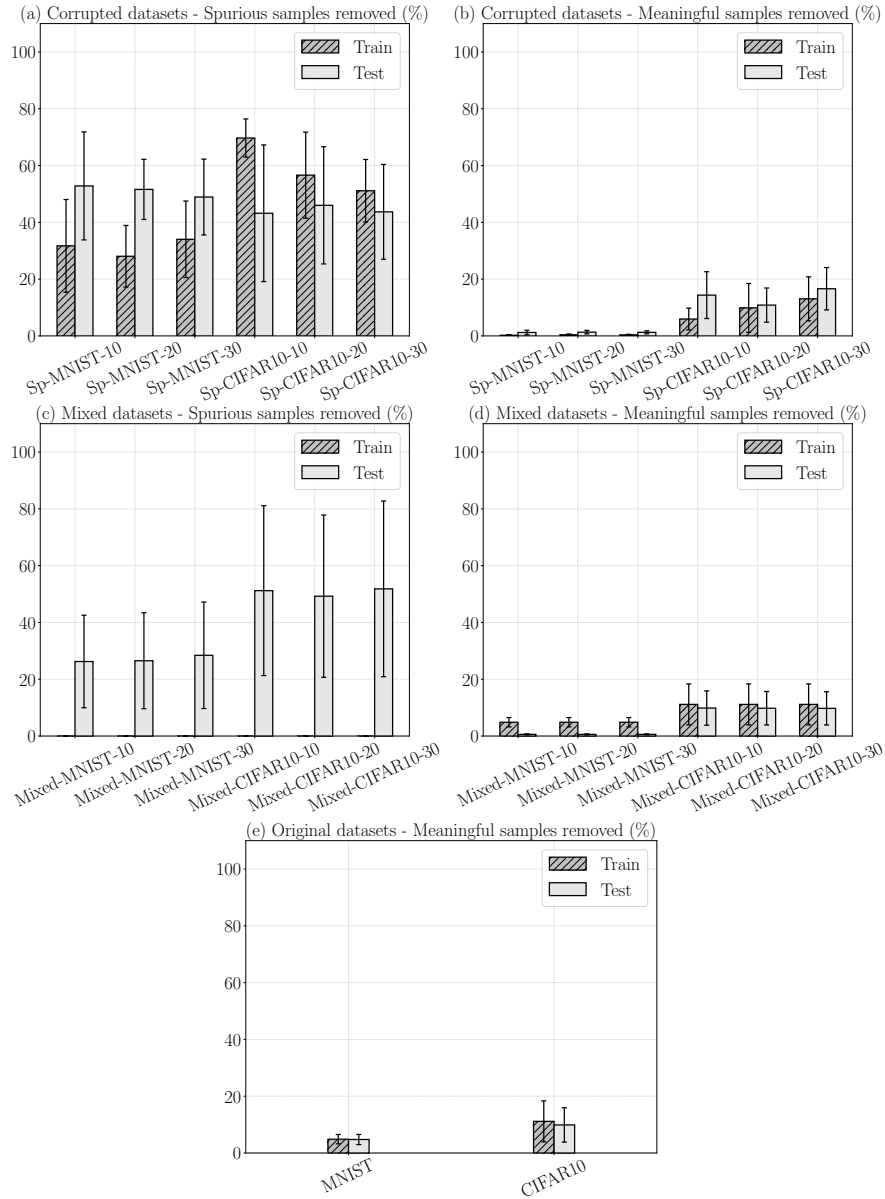 (a) Corrupted datasets - Spurious samples removed (%)
100
80
60
40
20
0
Train
Test
Sp-MNIST-10
Sp-MNIST-20
Sp-MNIST-30
Sp-CIFAR10-10
Sp-CIFAR10-20
Sp-CIFAR10-30
(b) Corrupted datasets - Meaningful samples removed (%)
100
80
60
40
20
0
Train
Test
Sp-MNIST-10
Sp-MNIST-20
Sp-MNIST-30
Sp-CIFAR10-10
Sp-CIFAR10-20
Sp-CIFAR10-30
(c) Mixed datasets - Spurious samples removed (%)
100
80
60
40
20
0
Train
Test
Mixed-MNIST-10
Mixed-MNIST-20
Mixed-MNIST-30
Mixed-CIFAR10-10
Mixed-CIFAR10-20
Mixed-CIFAR10-30
(d) Mixed datasets - Meaningful samples removed (%)
100
80
60
40
20
0
Train
Test
Mixed-MNIST-10
Mixed-MNIST-20
Mixed-MNIST-30
Mixed-CIFAR10-10
Mixed-CIFAR10-20
Mixed-CIFAR10-30
(e) Original datasets - Meaningful samples removed (%)
100
80
60
40
20
0
Train
Test
MNIST
CIFAR10